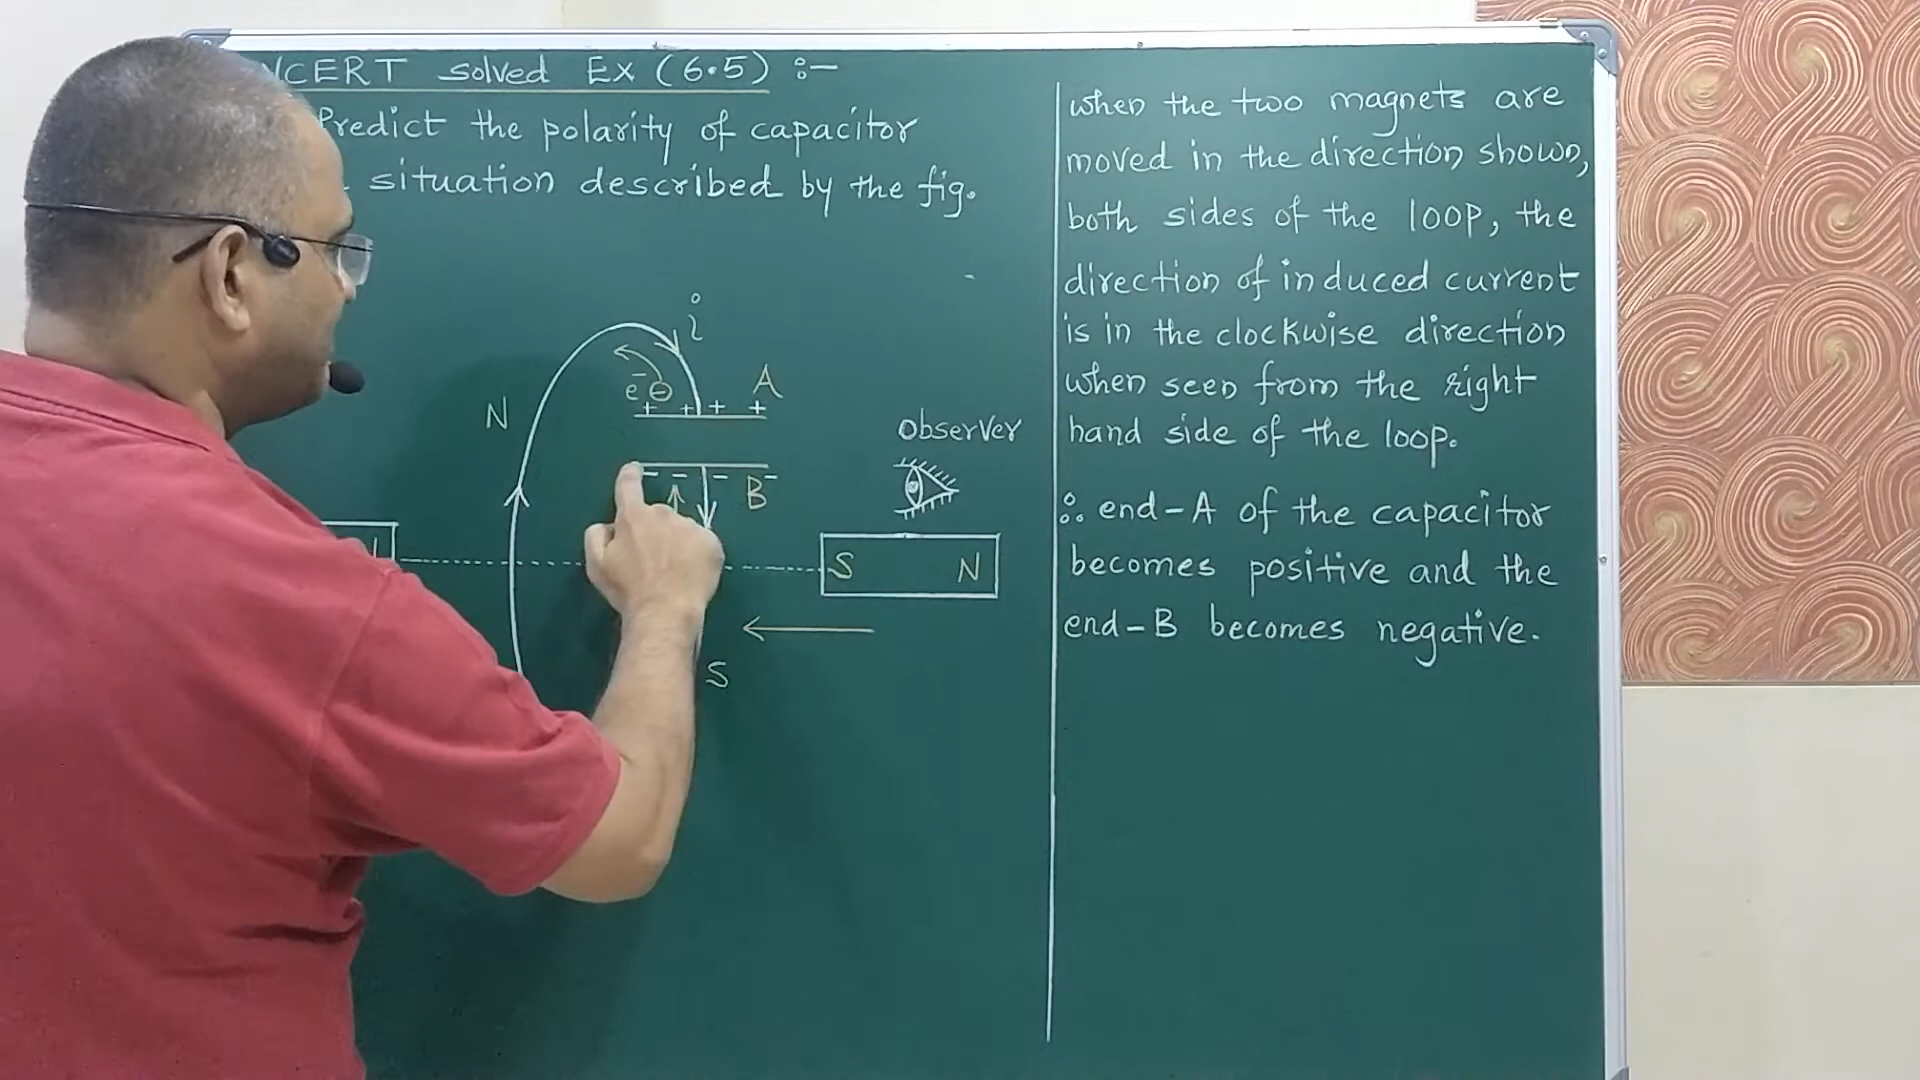 NCERT solved Ex (6.5) :-
Predict the polarity of capacitor
situation described by the fig.
i
e⁻ ⊖
A
+ + + +
N
Observer
- - - -
B
S N
S
when the two magnets are
moved in the direction shown,
both sides of the loop, the
direction of induced current
is in the clockwise direction
when seen from the right
hand side of the loop.
∴ end-A of the capacitor
becomes positive and the
end-B becomes negative.